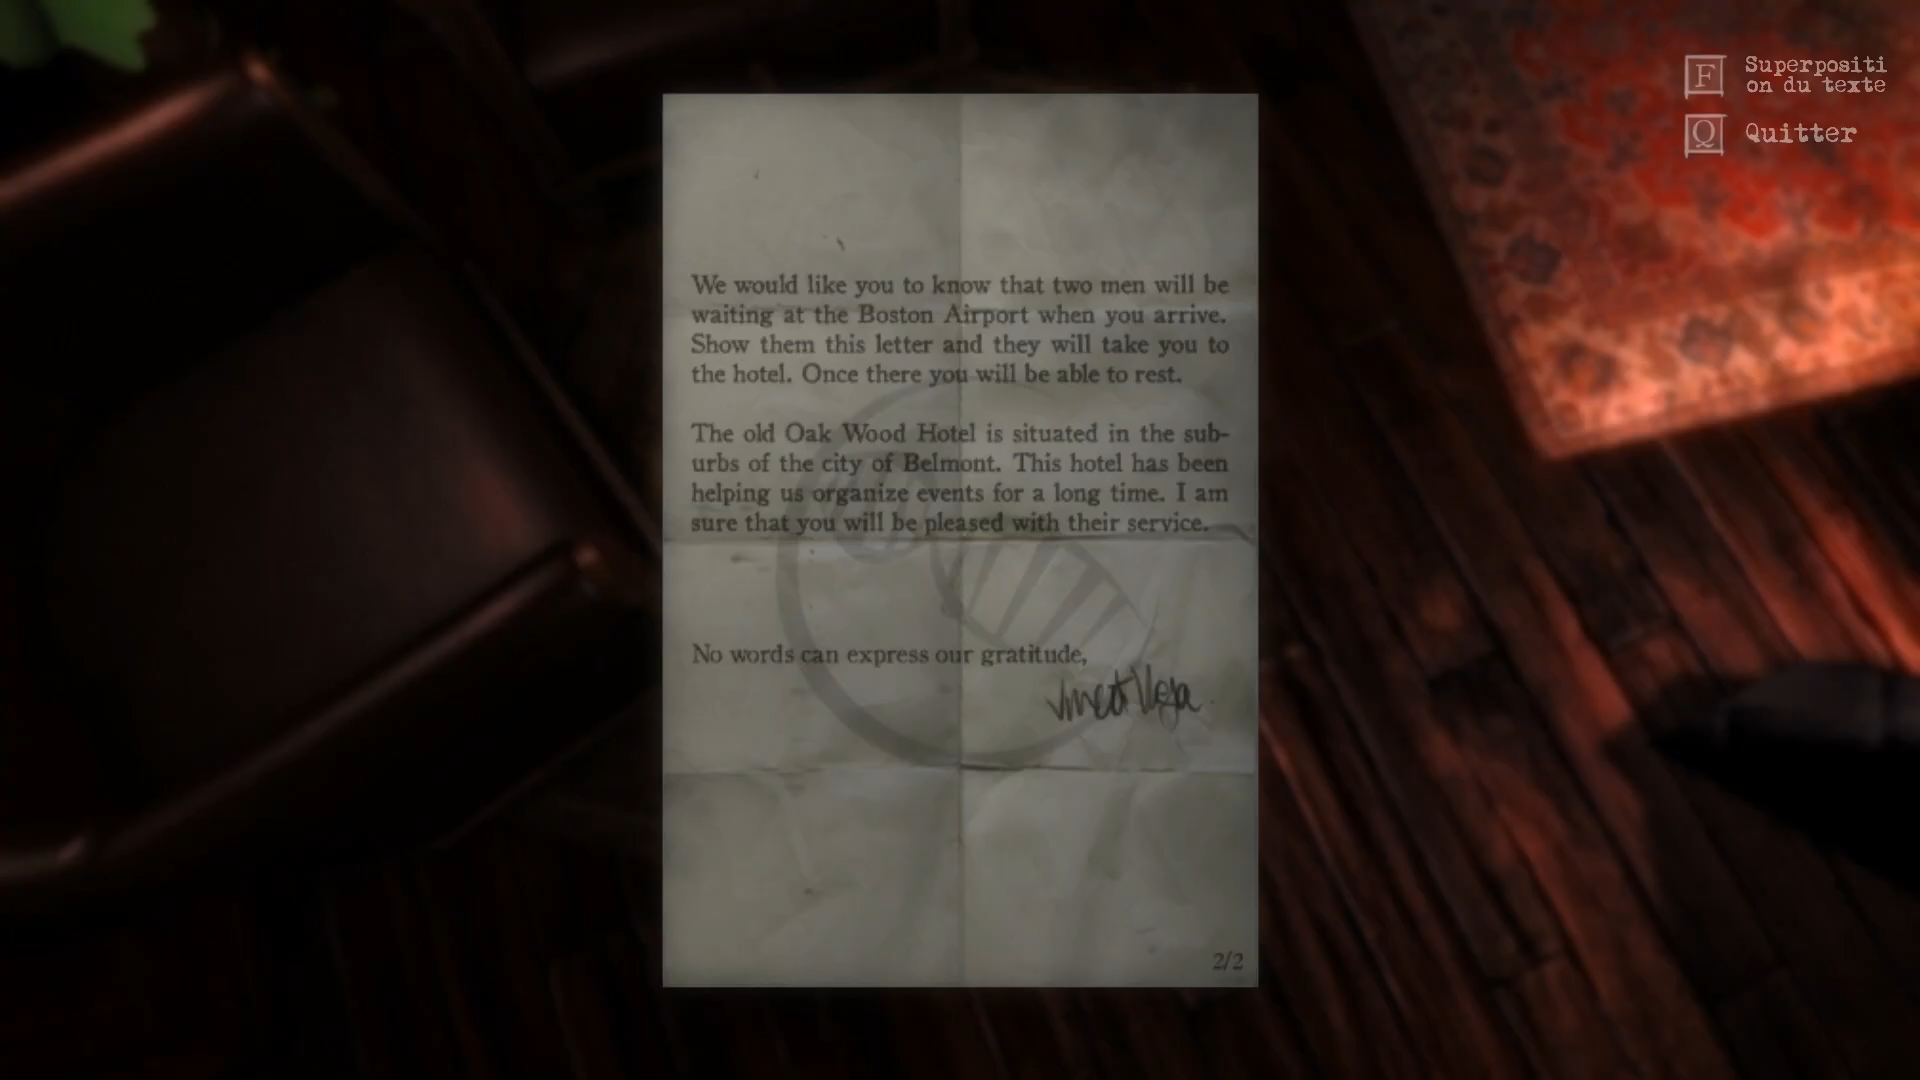 F Superpositi
on du texte
Q Quitter
We would like you to know that two men will be
waiting at the Boston Airport when you arrive.
Show them this letter and they will take you to
the hotel. Once there you will be able to rest.
The old Oak Wood Hotel is situated in the sub-
urbs of the city of Belmont. This hotel has been
helping us organize events for a long time. I am
sure that you will be pleased with their service.
No words can express our gratitude,
2/2